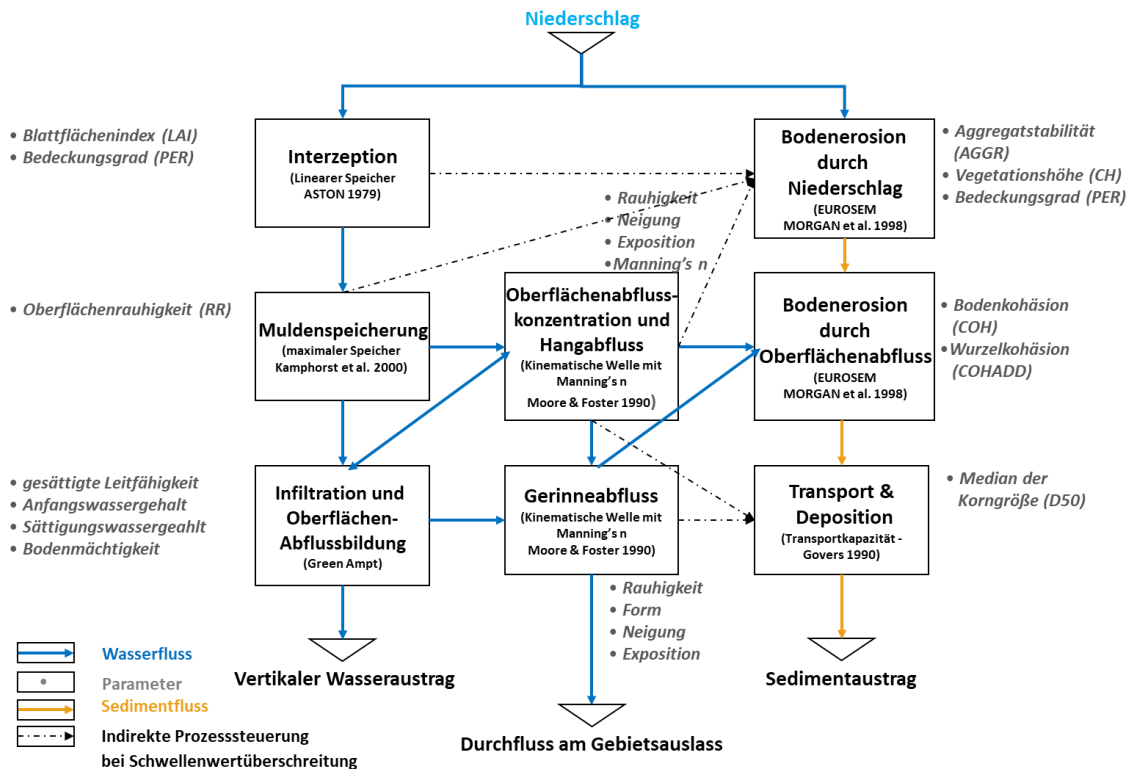 Niederschlag
• Blattflächenindex (LAI)
• Bedeckungsgrad (PER)
Interzeption
(Linearer Speicher
ASTON 1979)
Bodenerosion
durch
Niederschlag
(EUROSEM
MORGAN et al. 1998)
• Aggregatstabilität
(AGGR)
• Vegetationshöhe (CH)
• Bedeckungsgrad (PER)
• Rauhigkeit
• Neigung
• Exposition
• Manning's n
• Oberflächenrauhigkeit (RR)
Muldenspeicherung
(maximaler Speicher
Kamphorst et al. 2000)
Oberflächenabfluss-
konzentration und
Hangabfluss
(Kinematische Welle mit
Manning's n
Moore & Foster 1990)
Bodenerosion
durch
Oberflächenabfluss
(EUROSEM
MORGAN et al. 1998)
• Bodenkohäsion
(COH)
• Wurzelkohäsion
(COHADD)
• gesättigte Leitfähigkeit
• Anfangswassergehalt
• Sättigungswassergeahlt
• Bodenmächtigkeit
Infiltration und
Oberflächen-
Abflussbildung
(Green Ampt)
Gerinneabfluss
(Kinematische Welle mit
Manning's n
Moore & Foster 1990)
Transport &
Deposition
(Transportkapazität -
Govers 1990)
• Median der
Korngröße (D50)
• Rauhigkeit
• Form
• Neigung
• Exposition
Vertikaler Wasseraustrag
Sedimentaustrag
Durchfluss am Gebietsauslass
Wasserfluss
• Parameter
Sedimentfluss
Indirekte Prozesssteuerung
bei Schwellenwertüberschreitung